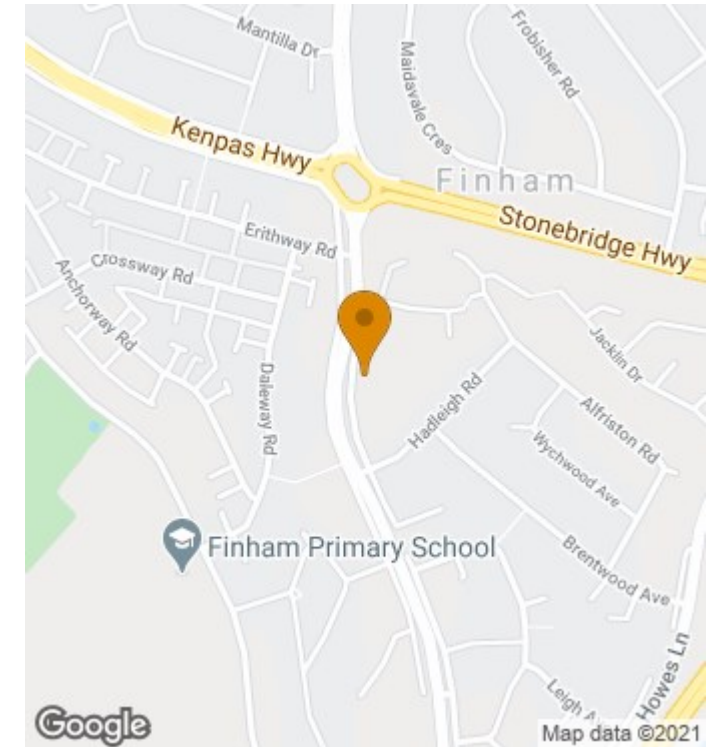 Mantilla Dr
Frobisher Rd
Maidavale Cres
Kenpas Hwy
Finham
Stonebridge Hwy
Erithway Rd
Crossway Rd
Anchorway Rd
Jacklin Dr
Daleway Rd
Hadleigh Rd
Alfriston Rd
Wychwood Ave
Finham Primary School
Brentwood Ave
Howes Ln
Leigh Ave
Google
Map data ©2021